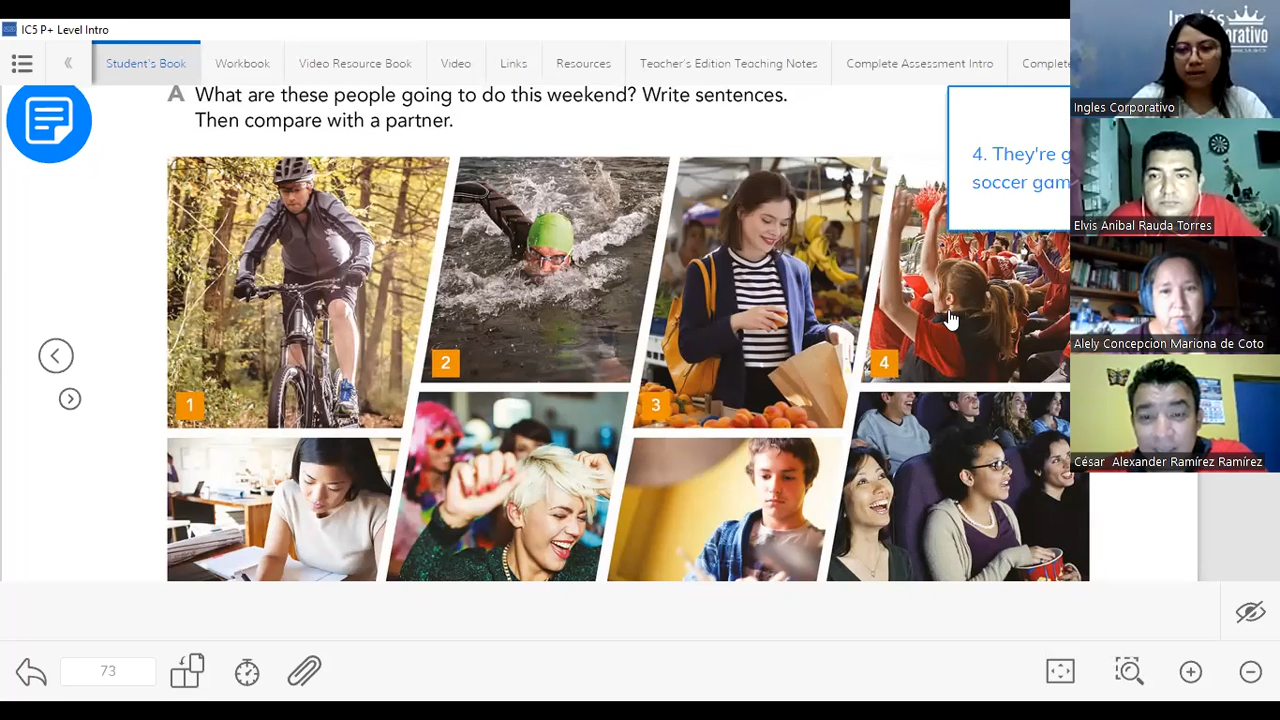 IC5 P+ Level Intro
Student's Book
Workbook
Video Resource Book
Video
Links
Teacher's Edition Teaching Notes
Complete Assessment Intro
Complete
A What are these people going to do this weekend? Write sentences.
Then compare with a partner.
4. They're g
soccer gam
1
2
3
4
73
Inglés
Ingles Corporativo
Elvis Anibal Rauda Torres
Alely Concepcion Mariona de Coto
César Alexander Ramírez Ramírez